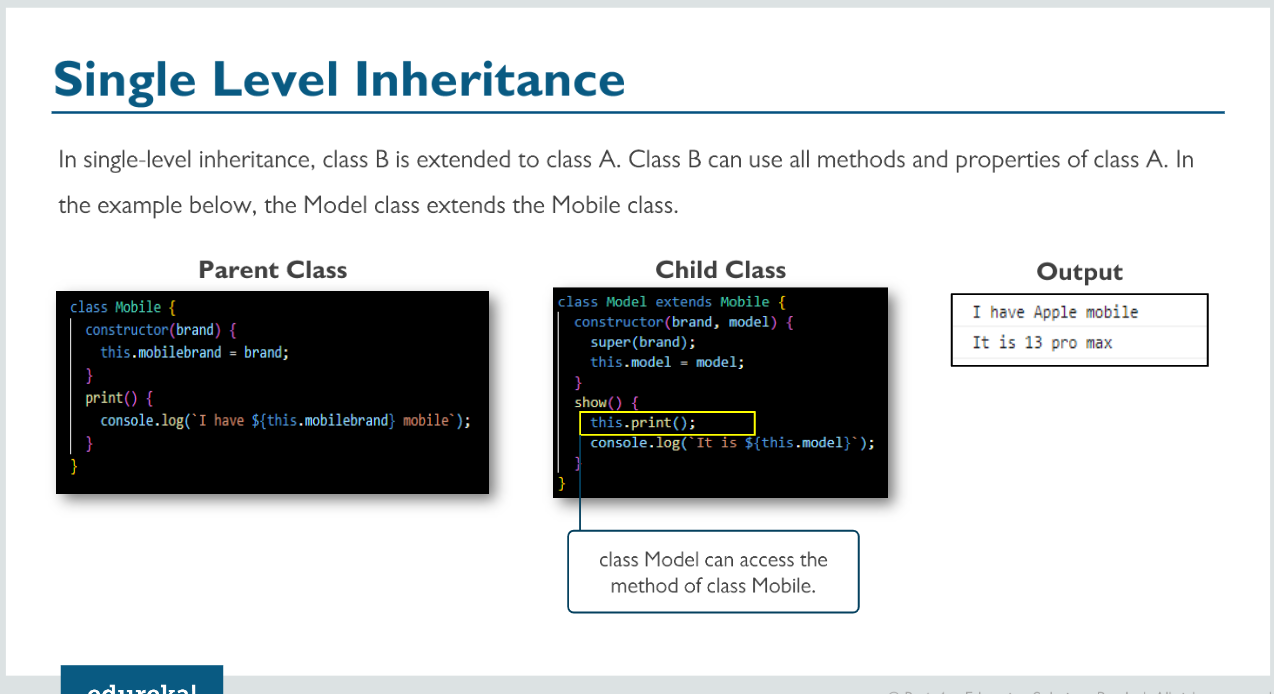 Single Level Inheritance
In single-level inheritance, class B is extended to class A. Class B can use all methods and properties of class A. In
the example below, the Model class extends the Mobile class.
Parent Class
class Mobile {
constructor(brand) {
this.mobilebrand = brand;
}
print() {
console.log(`I have ${this.mobilebrand} mobile`);
}
}
Child Class
class Model extends Mobile {
constructor(brand, model) {
super(brand);
this.model = model;
}
show() {
this.print();
console.log(`It is ${this.model}`);
}
}
Output
I have Apple mobile
It is 13 pro max
class Model can access the
method of class Mobile.
edureka!